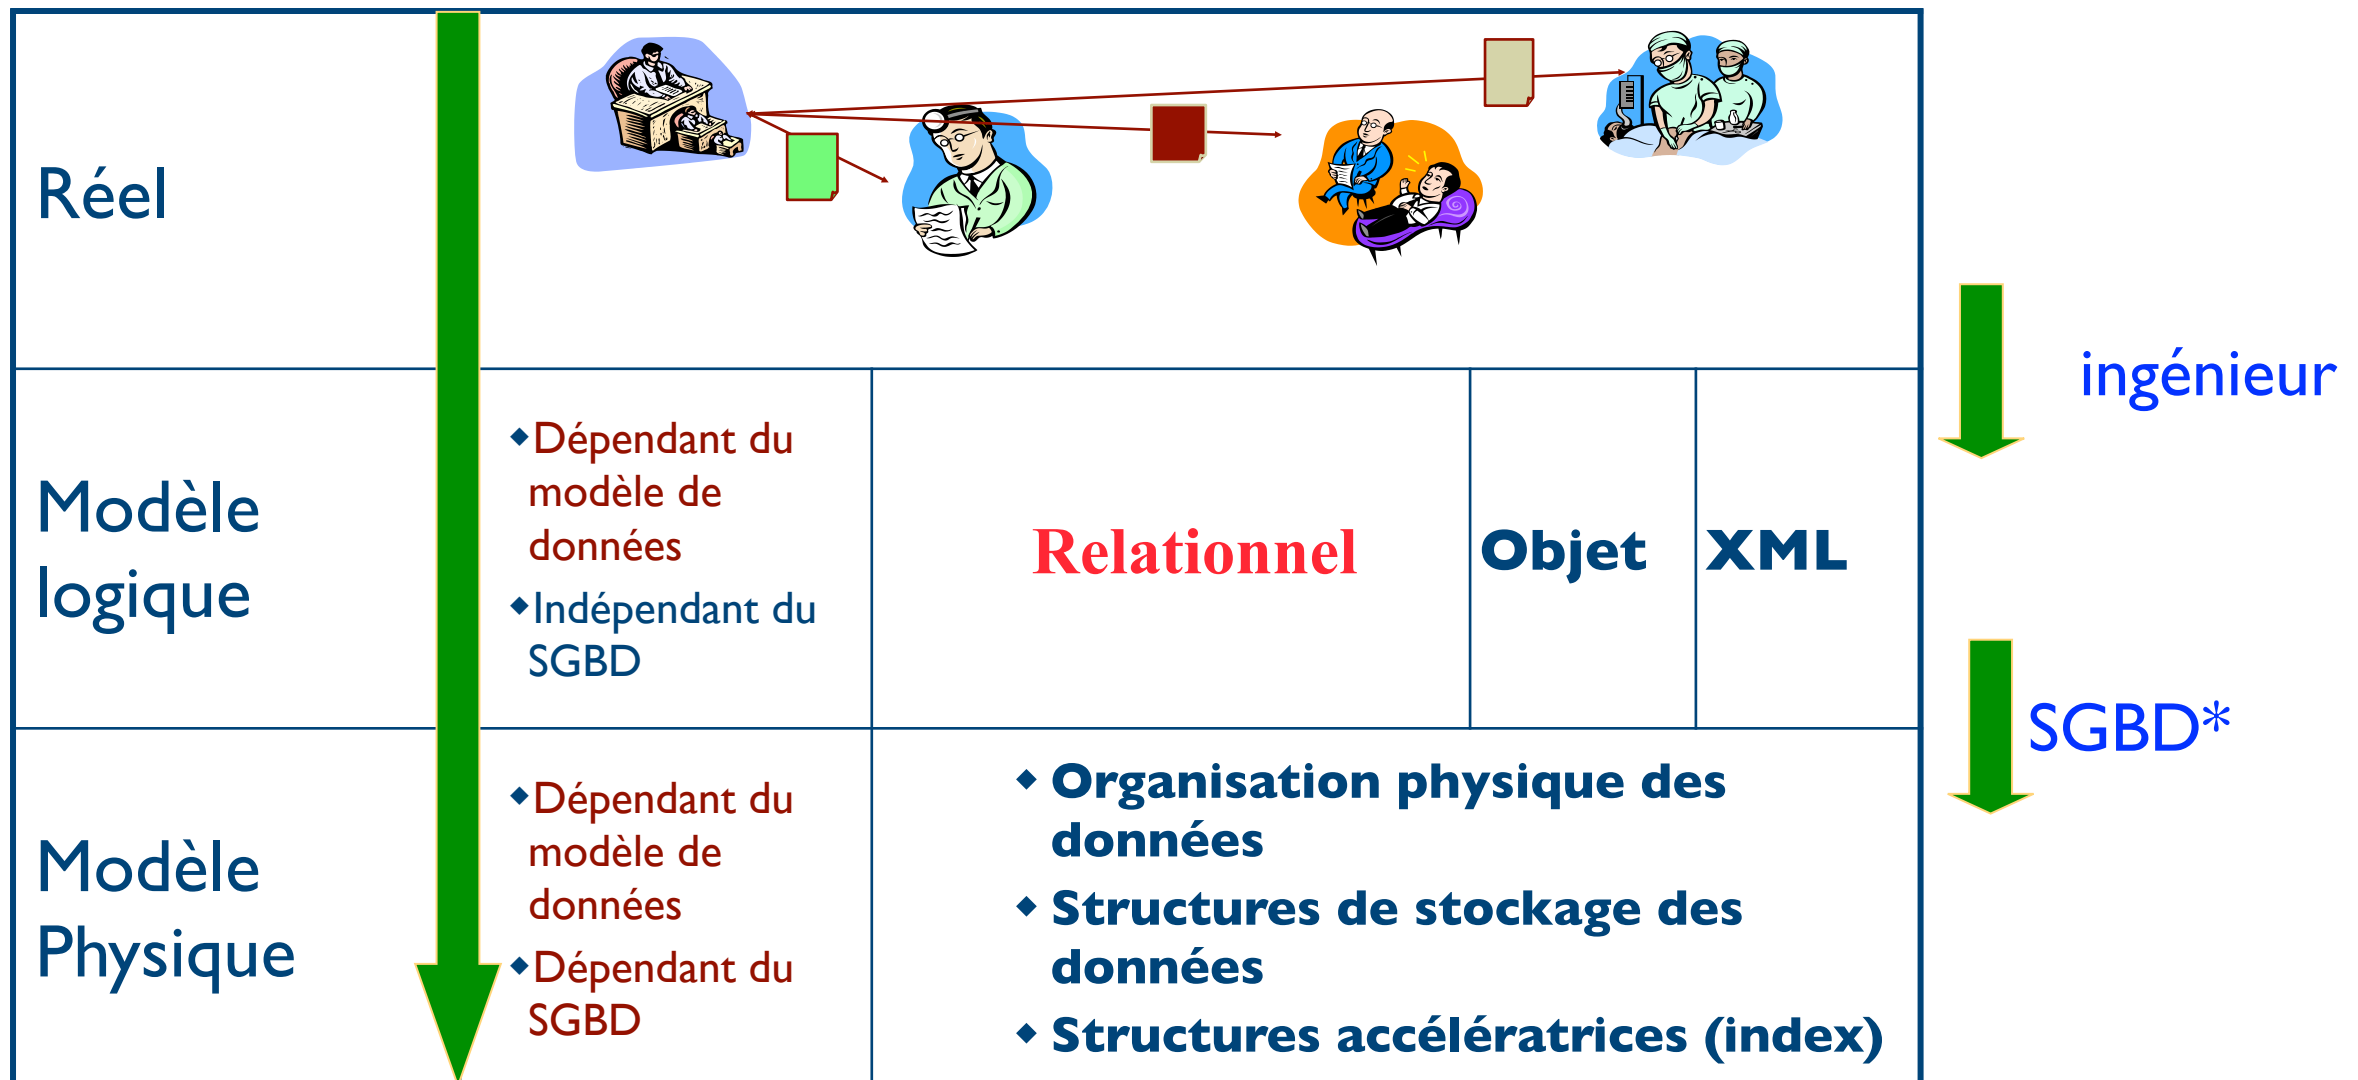 Réel
ingénieur
Modèle
logique
◆Dépendant du
modèle de
données
◆Indépendant du
SGBD
Relationnel
Objet
XML
SGBD*
Modèle
Physique
◆Dépendant du
modèle de
données
◆Dépendant du
SGBD
◆ Organisation physique des
données
◆ Structures de stockage des
données
◆ Structures accélératrices (index)